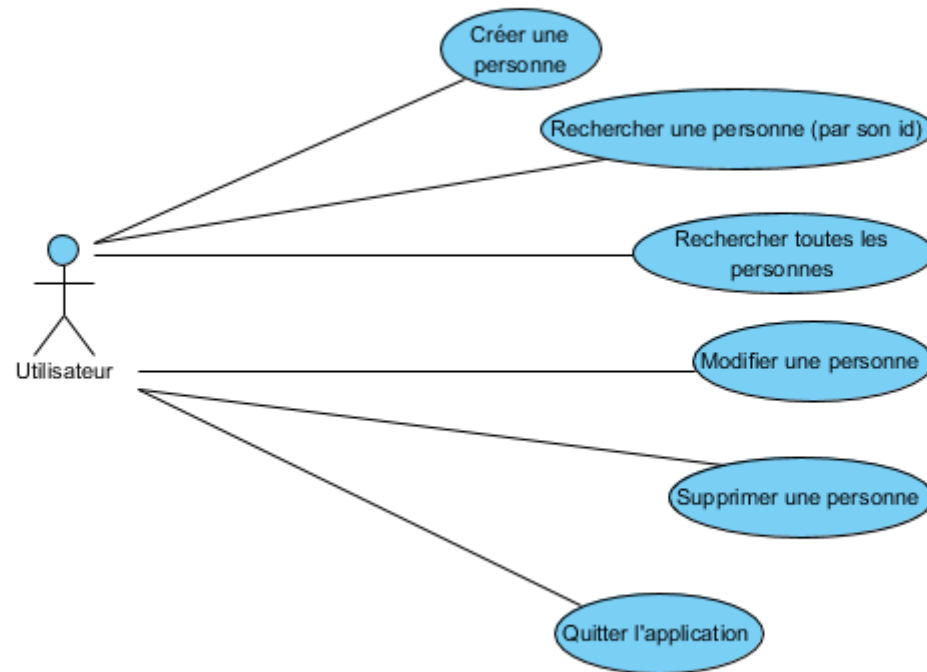 Créer une
personne
Rechercher une personne (par son id)
Rechercher toutes les
personnes
Utilisateur
Modifier une personne
Supprimer une personne
Quitter l'application